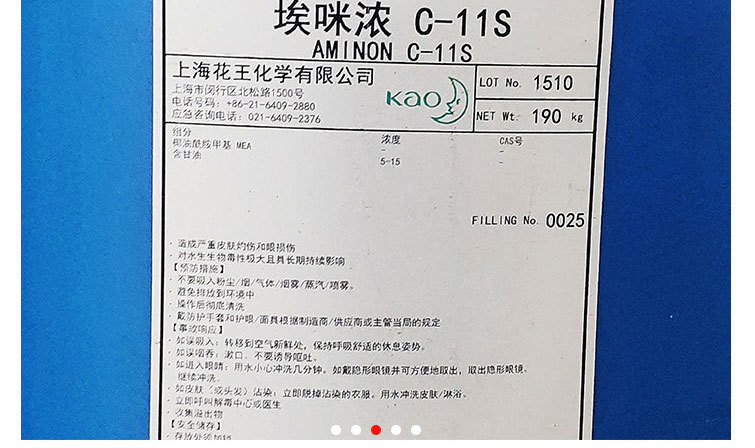 埃咪浓 C-11S
AMINON C-11S
上海花王化学有限公司
上海市闵行区北松路1500号
电话号码：+86-21-6409-2880
应急咨询电话：021-6409-2376
Kao
LOT No. 1510
NET Wt. 190 kg
组分 浓度 CAS号
椰油酰胺甲基 MEA - -
含甘油 5-15 -
FILLING No. 0025
· 造成严重皮肤灼伤和眼损伤
· 对水生生物毒性极大且具长期持续影响
【预防措施】
· 不要吸入粉尘/烟/气体/烟雾/蒸汽/喷雾。
· 避免排放到环境中
· 操作后彻底清洗
· 戴防护手套和护眼/面具根据制造商/供应商或主管当局的规定
【事故响应】
· 如误吸入：转移到空气新鲜处，保持呼吸舒适的休息姿势。
· 如误咽吞：漱口，不要诱导呕吐。
· 如进入眼睛：用水小心冲洗几分钟。如戴隐形眼镜并可方便地取出，取出隐形眼镜。
继续冲洗。
· 如皮肤（或头发）沾染：立即脱掉沾染的衣服。用水冲洗皮肤/淋浴。
· 立即呼叫解毒中心或医生
· 收集溢出物
【安全储存】
· 存放处须加锁